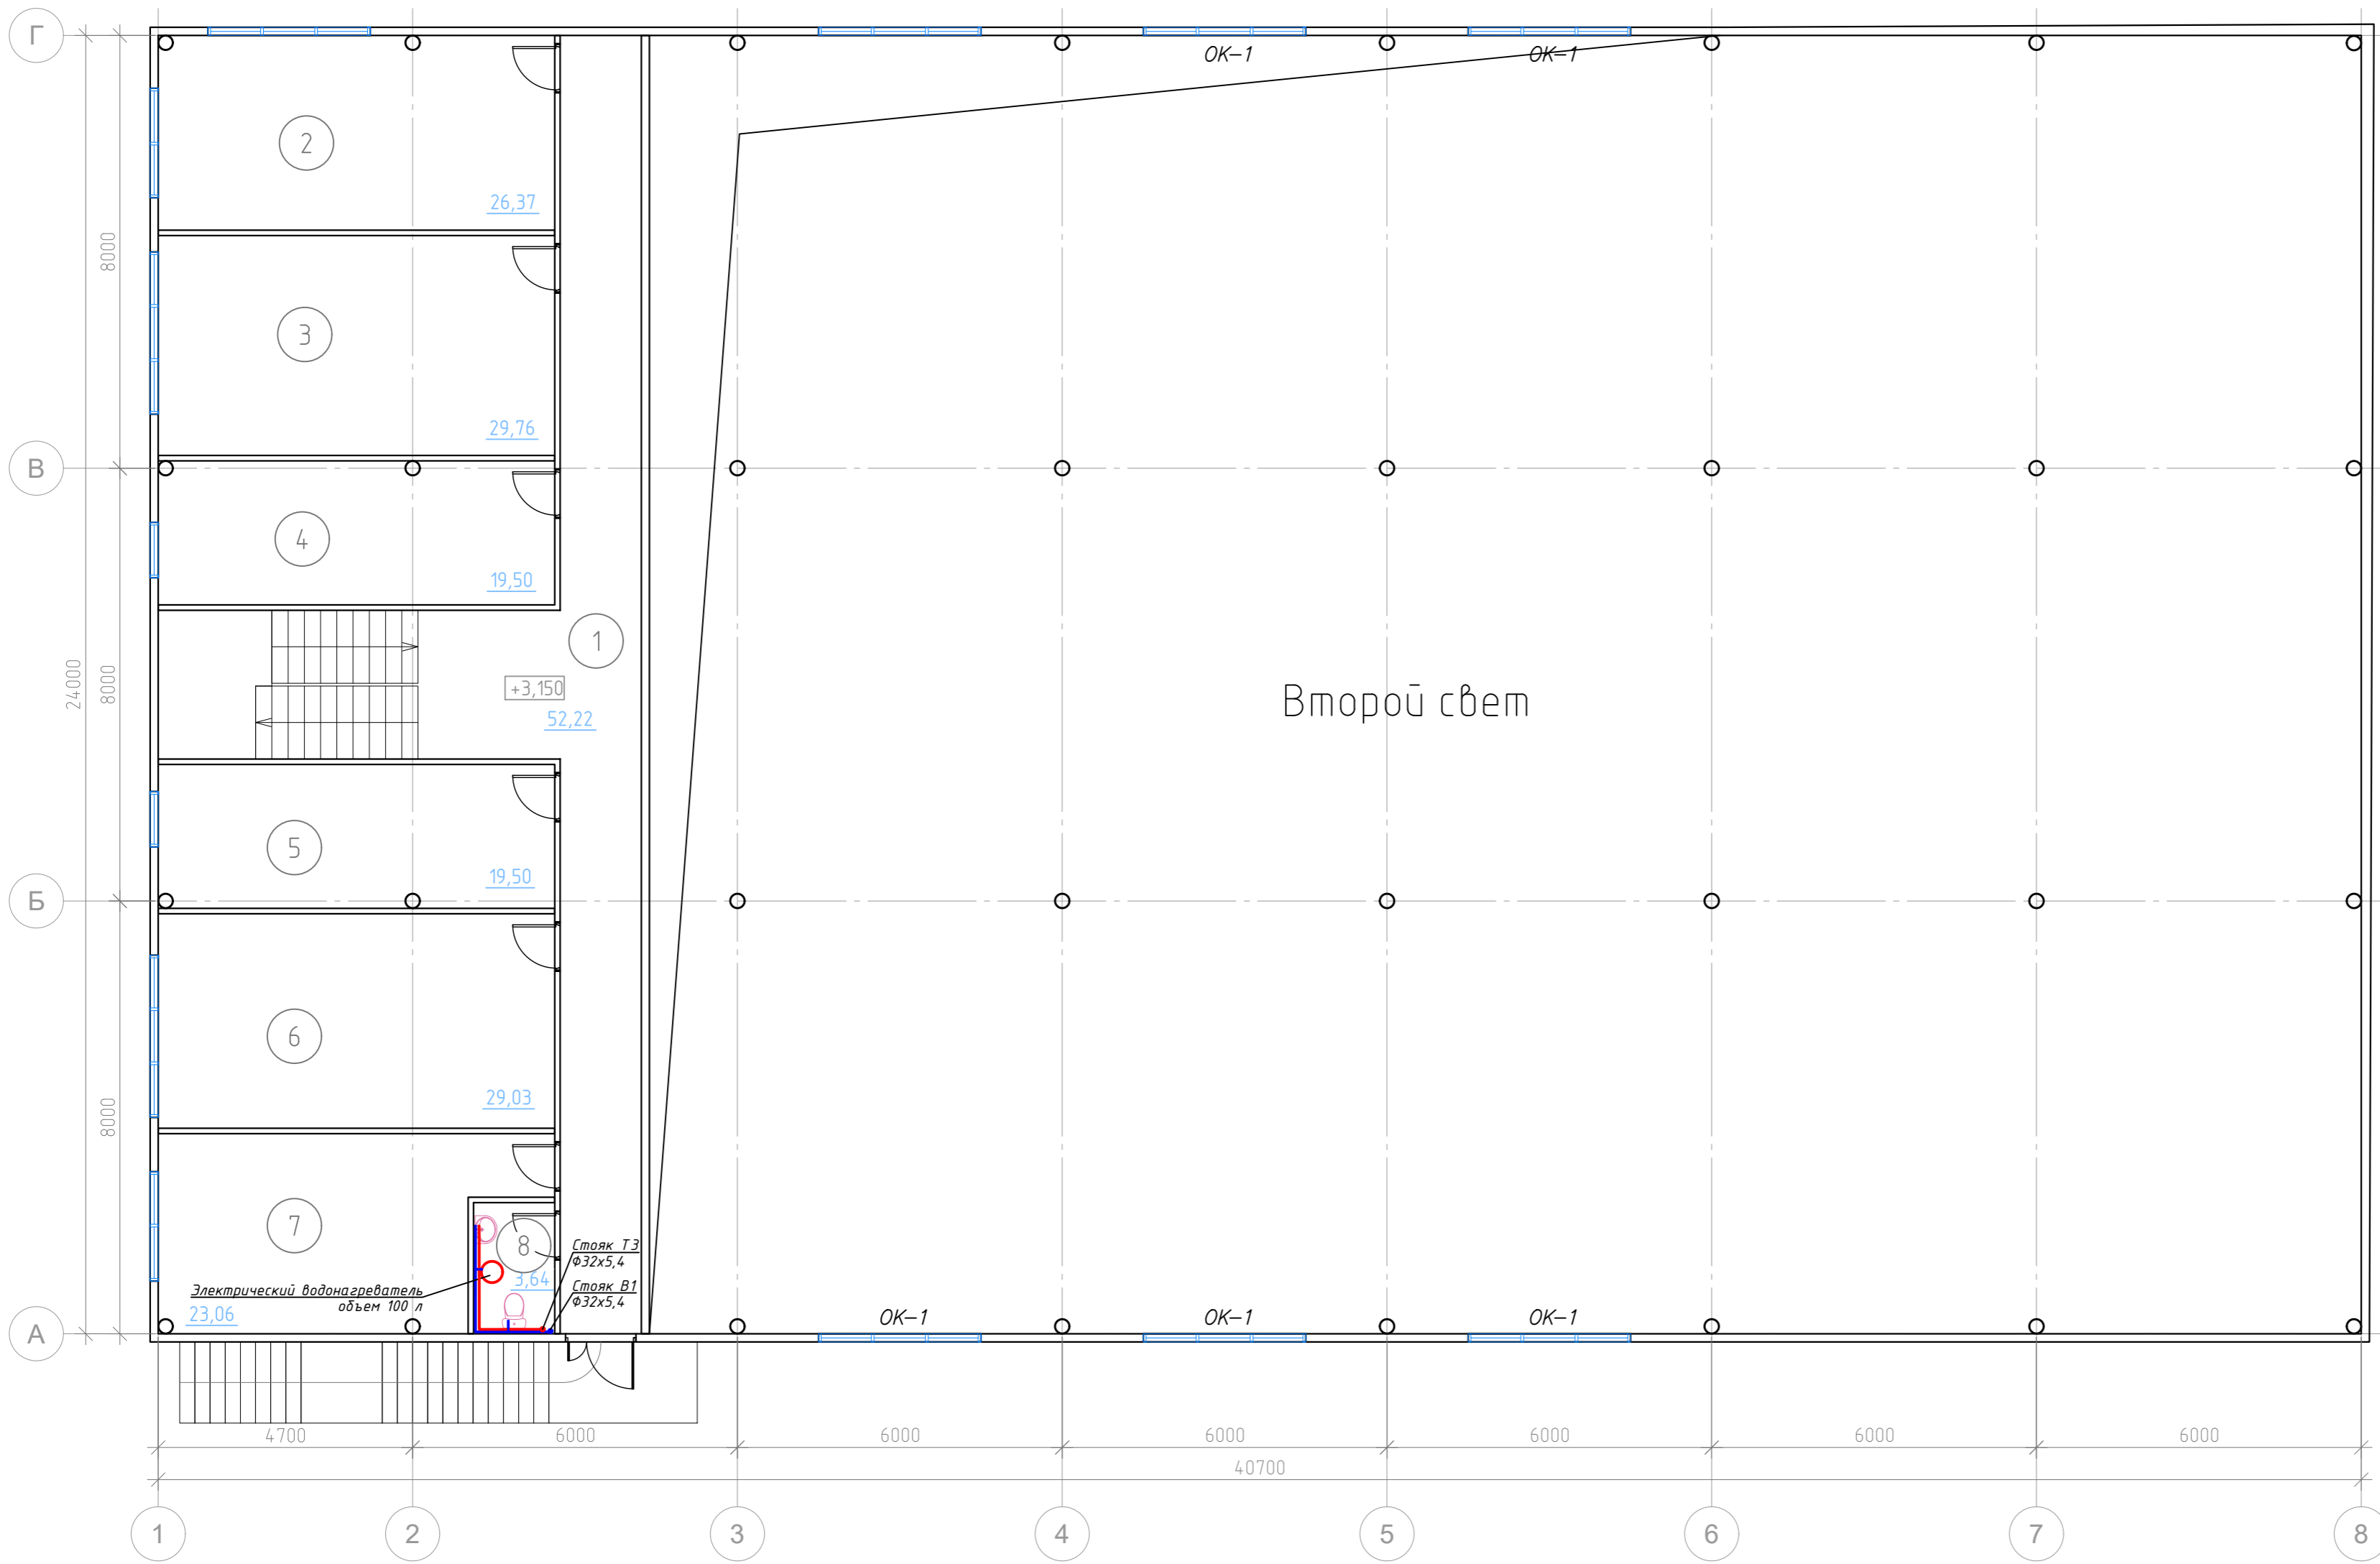 Г
ОК-1
ОК-1
2
26,37
8000
3
29,76
В
4
19,50
1
+3,150
52,22
24000
8000
Второй свет
5
19,50
Б
6
29,03
8000
7
8
Стояк Т3
Ф32х5,4
3,64
Стояк В1
Ф32х5,4
Электрический водонагреватель
объем 100 л
23,06
ОК-1
ОК-1
ОК-1
А
4700
6000
6000
6000
6000
6000
6000
40700
1
2
3
4
5
6
7
8